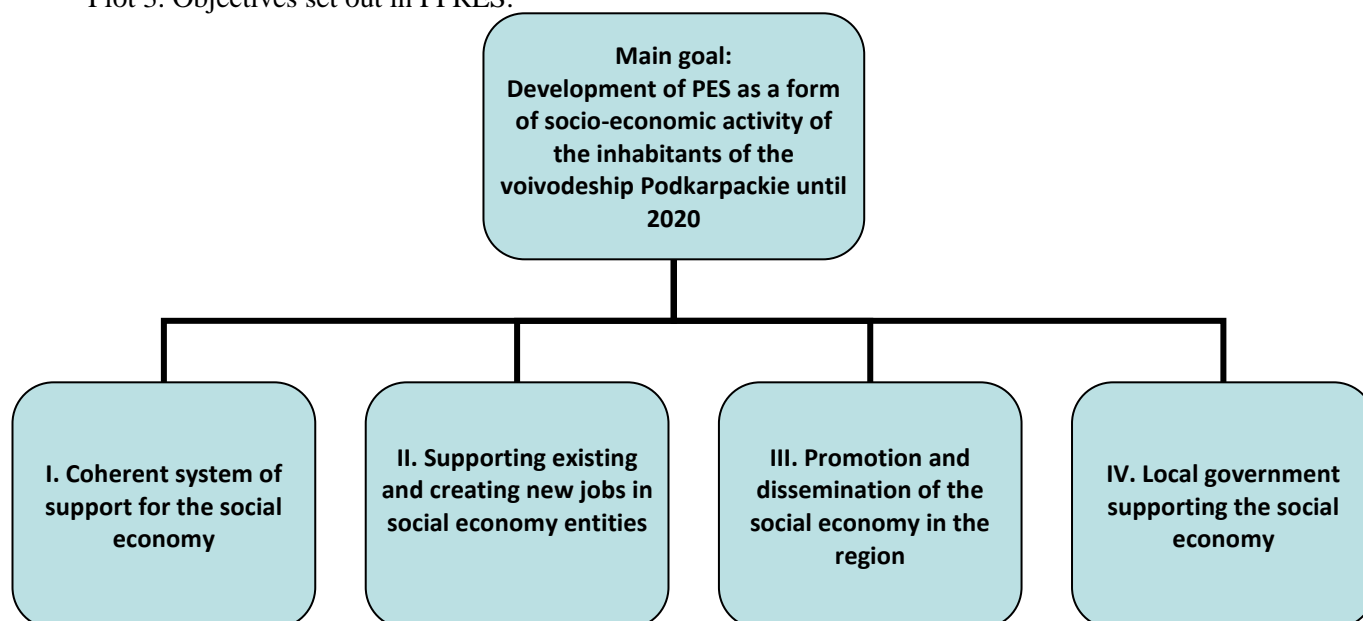 Plot 3. Objectives set out in PPRES.
Main goal:
Development of PES as a form
of socio-economic activity of
the inhabitants of the
voivodeship Podkarpackie until
2020
I. Coherent system of
support for the social
economy
II. Supporting existing
and creating new jobs in
social economy entities
III. Promotion and
dissemination of the
social economy in the
region
IV. Local government
supporting the social
economy